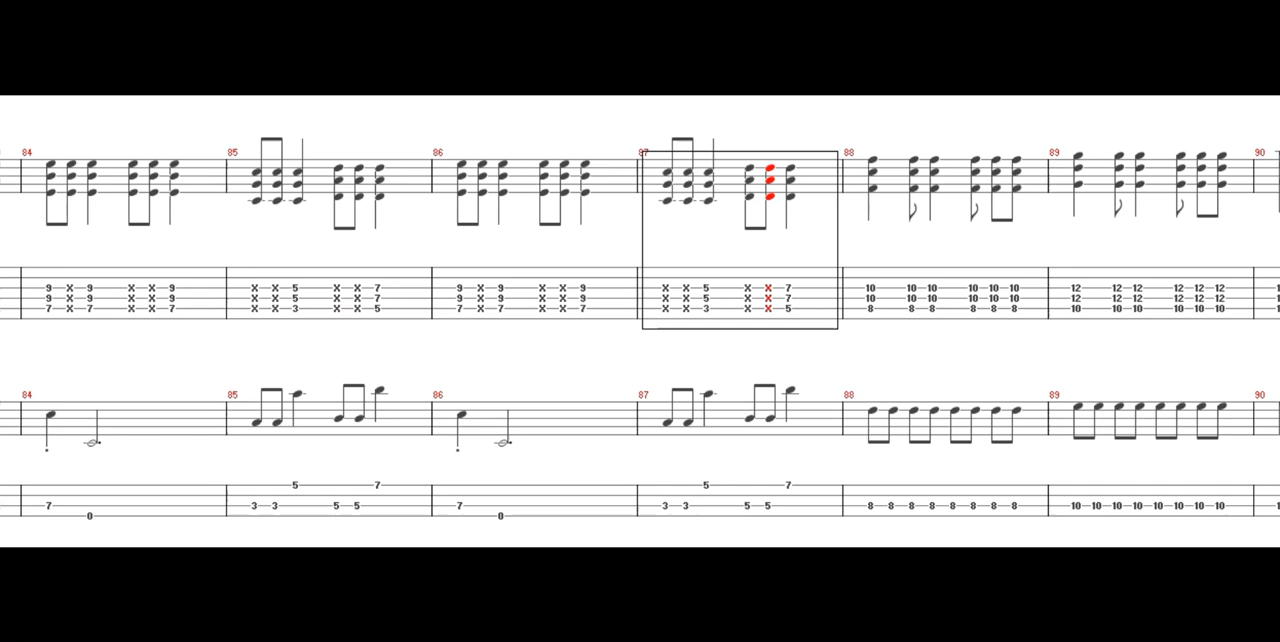 84 85 86 87 88 89 90
9 X 9 X X 9 X X 5 X X 7 9 X 9 X X 9 X X 5 X X 7 10 10 10 10 10 10 12 12 12 12 12 12
9 X 9 X X 9 X X 5 X X 7 9 X 9 X X 9 X X 5 X X 7 10 10 10 10 10 10 12 12 12 12 12 12
7 X 7 X X 7 X X 3 X X 5 7 X 7 X X 7 X X 3 X X 5 8 8 8 8 8 8 10 10 10 10 10 10
84 85 86 87 88 89 90
5 7 5 7
7 3 3 5 5 7 3 3 5 5 8 8 8 8 8 8 8 8 10 10 10 10 10 10 10 10
0 0